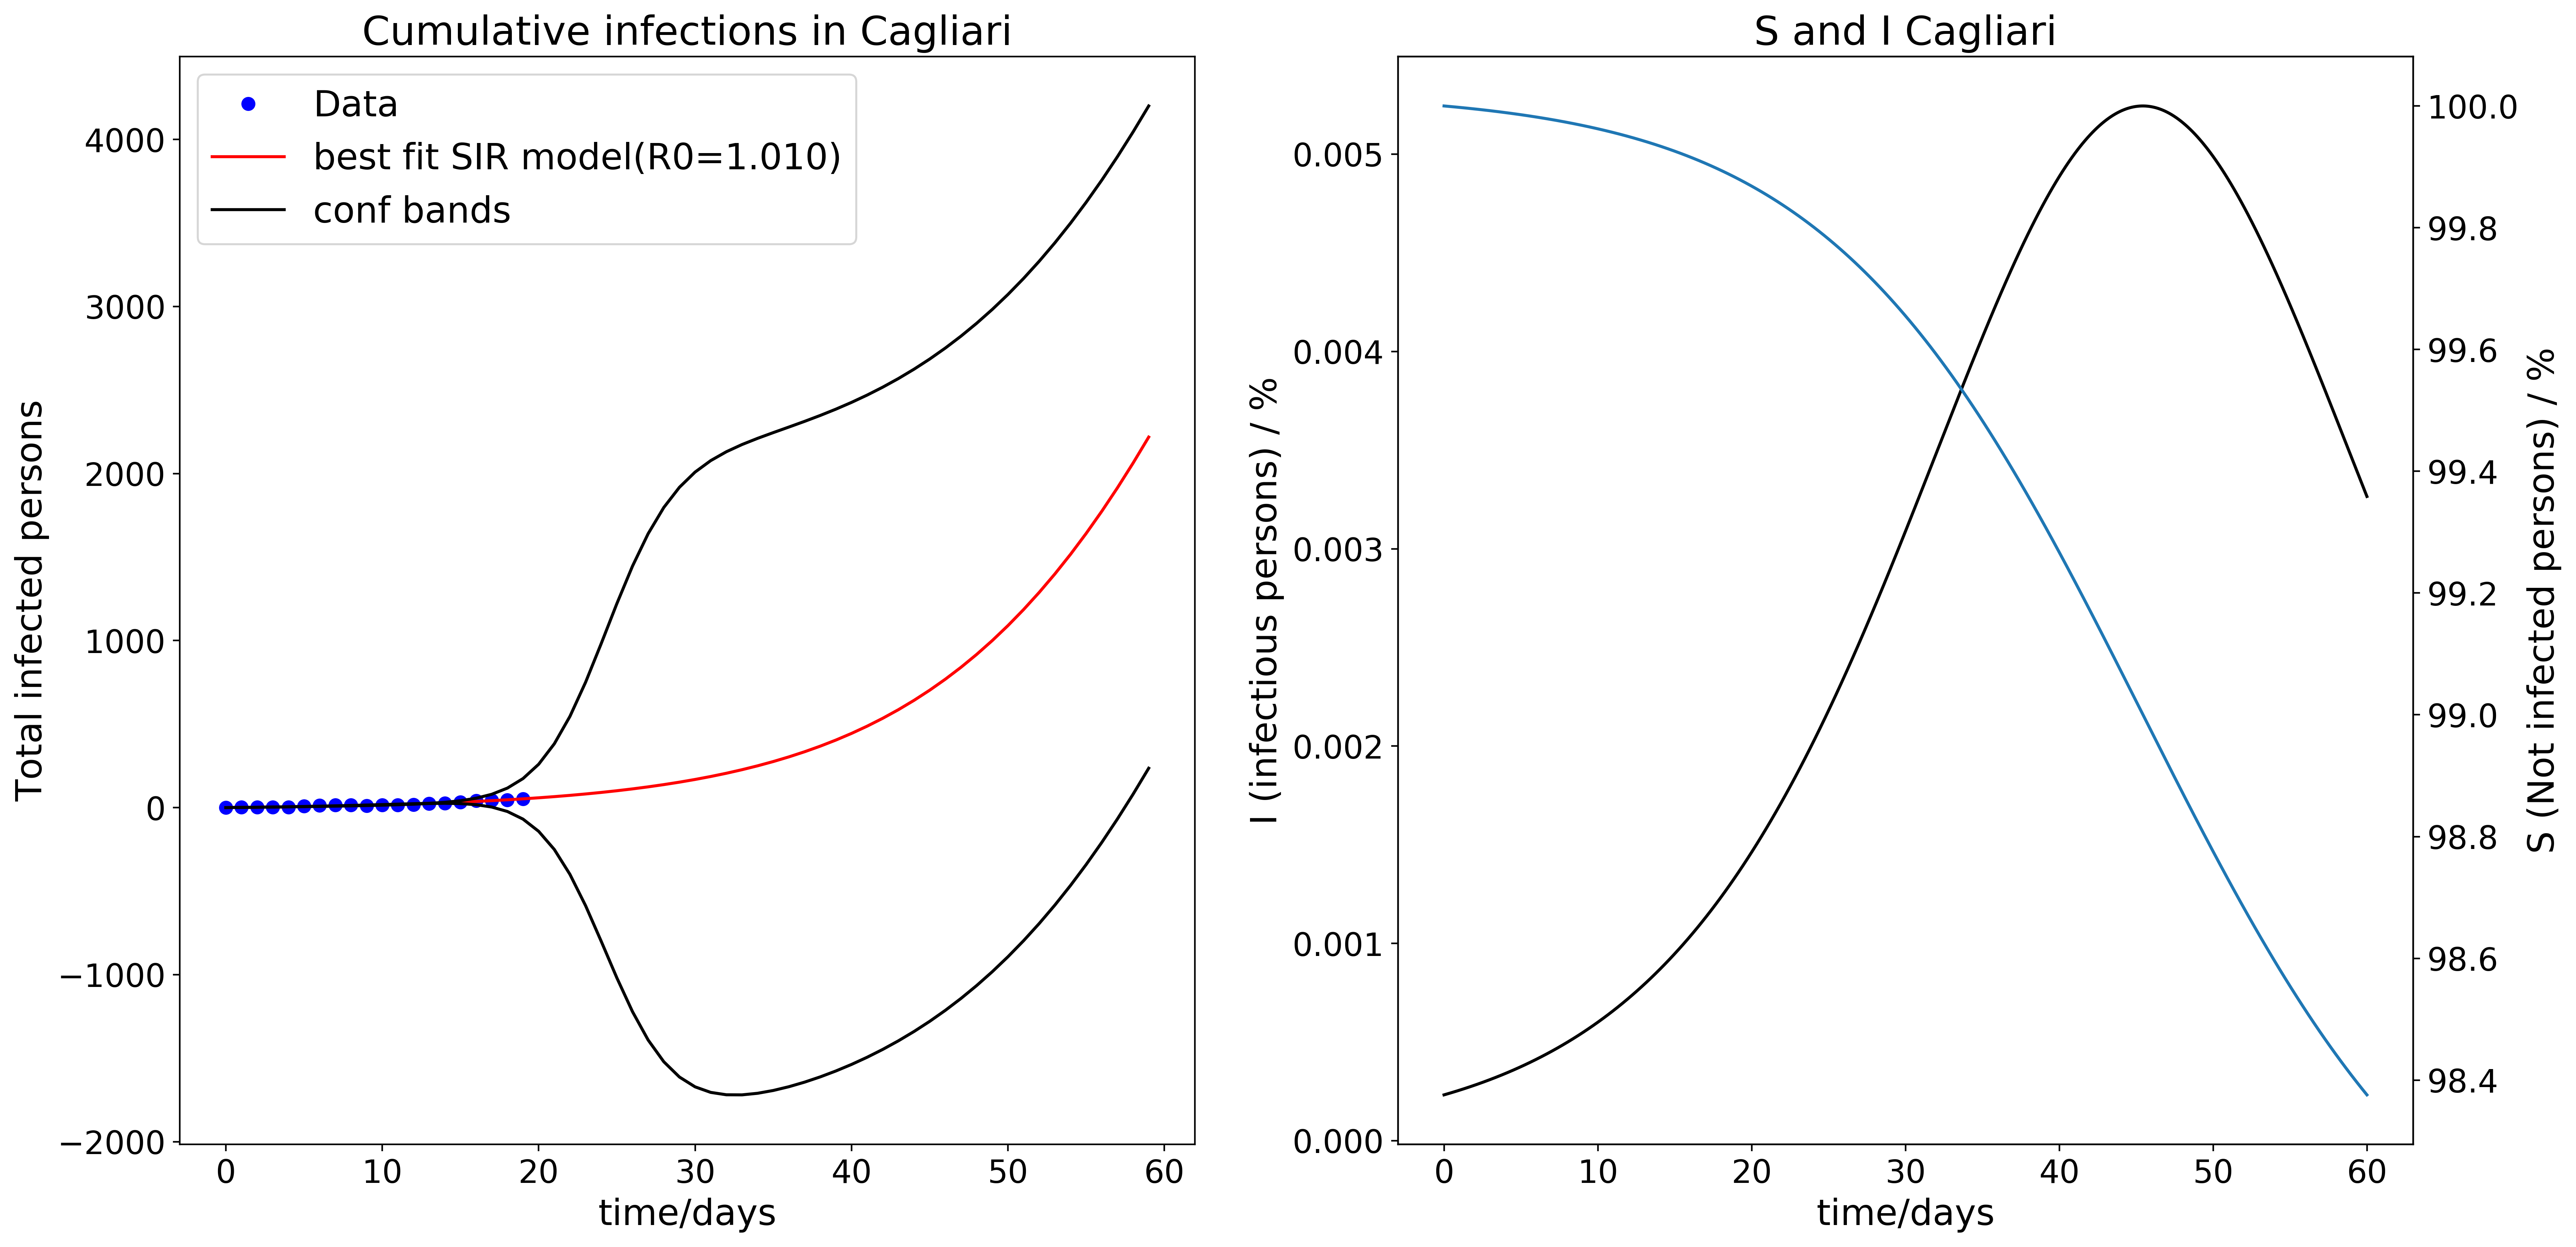 Cumulative infections in Cagliari
Data
best fit SIR model(R0=1.010)
conf bands
Total infected persons
4000
3000
2000
1000
0
−1000
−2000
0 10 20 30 40 50 60
time/days
S and I Cagliari
I (infectious persons) / %
0.005
0.004
0.003
0.002
0.001
0.000
100.0
99.8
99.6
99.4
99.2
99.0
98.8
98.6
98.4
S (Not infected persons) / %
0 10 20 30 40 50 60
time/days